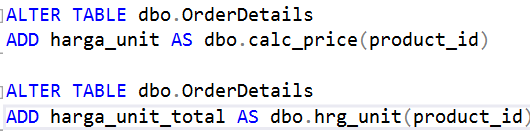 ALTER TABLE dbo.OrderDetails
ADD harga_unit AS dbo.calc_price(product_id)
ALTER TABLE dbo.OrderDetails
ADD harga_unit_total AS dbo.hrg_unit(product_id)